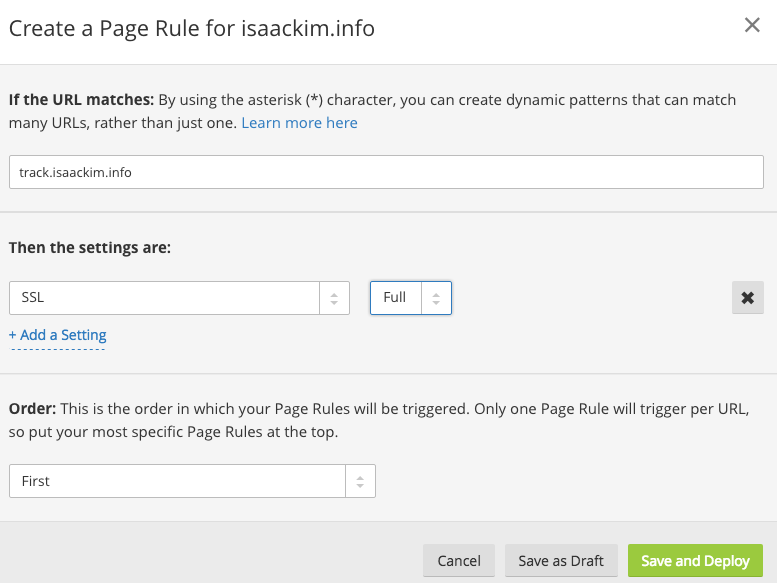 Create a Page Rule for isaackim.info
If the URL matches: By using the asterisk (*) character, you can create dynamic patterns that can match
many URLs, rather than just one. Learn more here
track.isaackim.info
Then the settings are:
SSL Full
+ Add a Setting
Order: This is the order in which your Page Rules will be triggered. Only one Page Rule will trigger per URL,
so put your most specific Page Rules at the top.
First
Cancel Save as Draft Save and Deploy